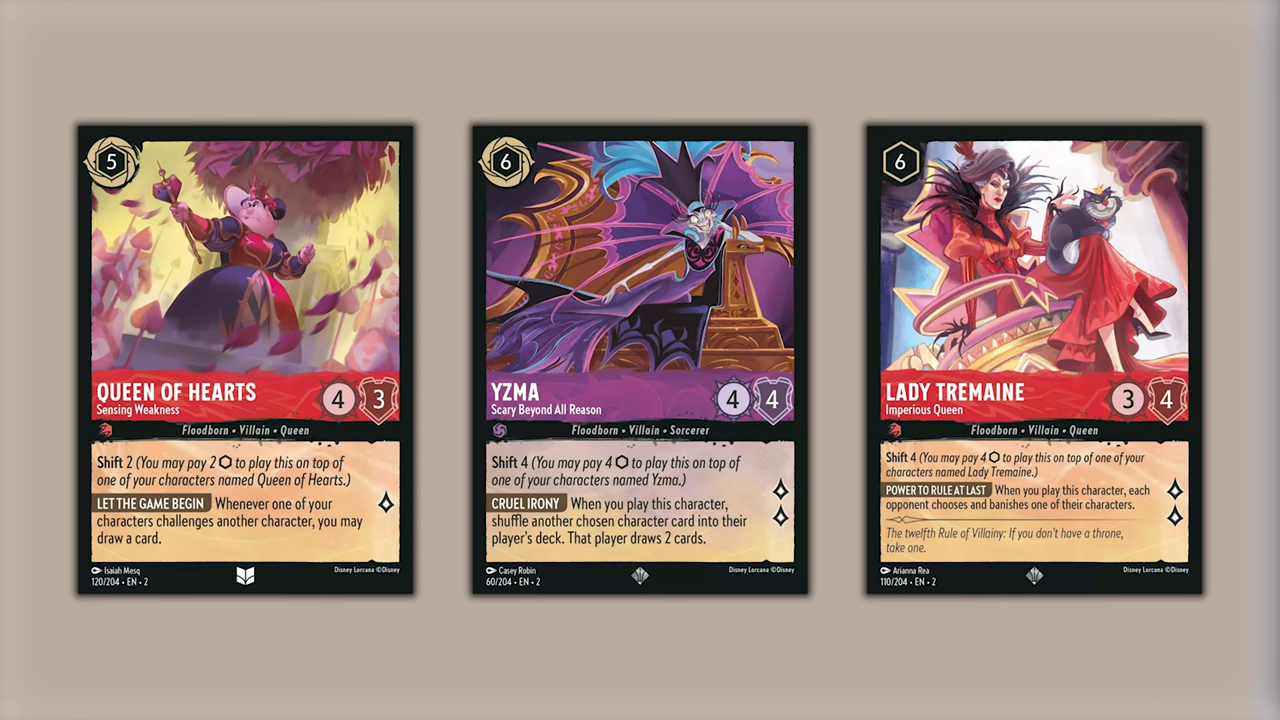 5
QUEEN OF HEARTS
Sensing Weakness
4
3
Floodborn • Villain • Queen
Shift 2 (You may pay 2 ⬡ to play this on top of
one of your characters named Queen of Hearts.)
LET THE GAME BEGIN Whenever one of your
characters challenges another character, you may
draw a card.
Isaiah Mesq
Disney Lorcana ©Disney
120/204 • EN • 2
6
YZMA
Scary Beyond All Reason
4
4
Floodborn • Villain • Sorcerer
Shift 4 (You may pay 4 ⬡ to play this on top of
one of your characters named Yzma.)
CRUEL IRONY When you play this character,
shuffle another chosen character card into their
player's deck. That player draws 2 cards.
Casey Robin
Disney Lorcana ©Disney
60/204 • EN • 2
6
LADY TREMAINE
Imperious Queen
3
4
Floodborn • Villain • Queen
Shift 4 (You may pay 4 ⬡ to play this on top of one of your
characters named Lady Tremaine.)
POWER TO RULE AT LAST When you play this character, each
opponent chooses and banishes one of their characters.
The twelfth Rule of Villainy: If you don't have a throne,
take one.
Arianna Rea
Disney Lorcana ©Disney
110/204 • EN • 2